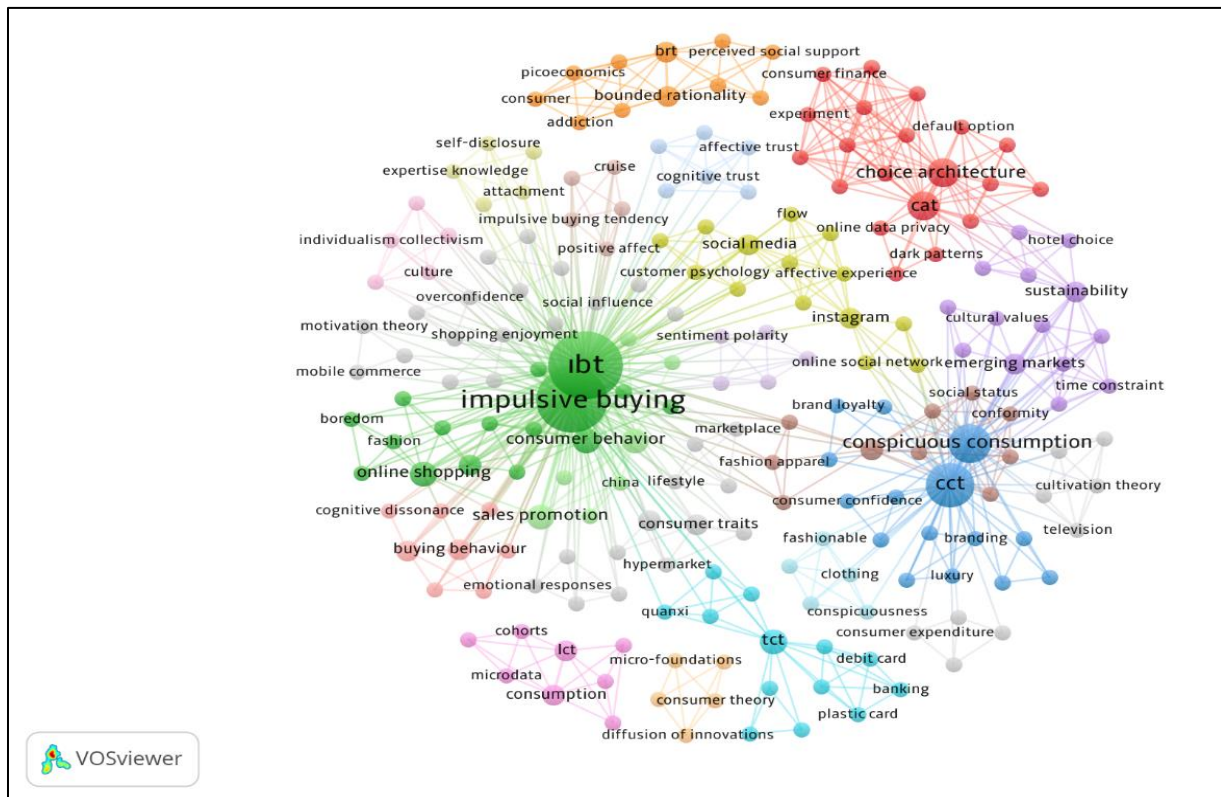 brt
perceived social support
picoeconomics
consumer finance
consumer
bounded rationality
experiment
addiction
default option
self-disclosure
affective trust
cruise
expertise knowledge
choice architecture
cognitive trust
attachment
cat
impulsive buying tendency
flow
online data privacy
individualism collectivism
social media
hotel choice
positive affect
dark patterns
culture
customer psychology
affective experience
sustainability
overconfidence
social influence
instagram
cultural values
motivation theory
shopping enjoyment
sentiment polarity
ıbt
online social network
emerging markets
mobile commerce
time constraint
social status
impulsive buying
brand loyalty
conformity
boredom
marketplace
fashion
consumer behavior
conspicuous consumption
fashion apparel
online shopping
china
lifestyle
cct
cultivation theory
consumer confidence
cognitive dissonance
sales promotion
consumer traits
television
fashionable
branding
buying behaviour
hypermarket
clothing
luxury
emotional responses
quanxi
conspicuousness
cohorts
consumer expenditure
lct
tct
micro-foundations
debit card
microdata
consumption
consumer theory
banking
plastic card
diffusion of innovations
VOSviewer